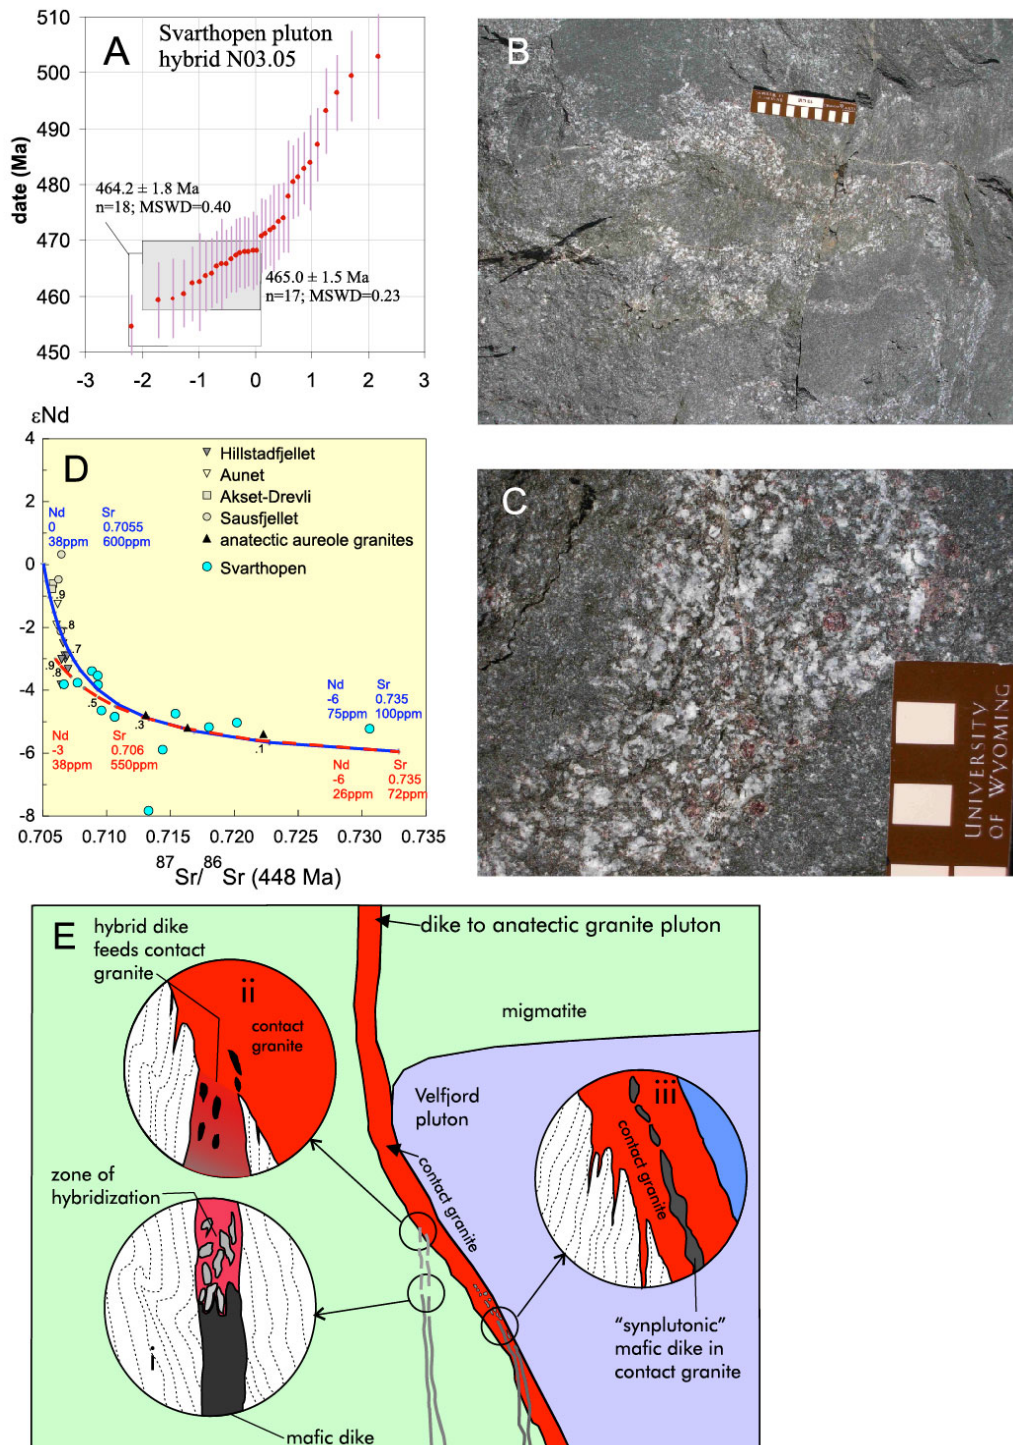 A
Svarthopen pluton
hybrid N03.05
date (Ma)
510
500
490
480
470
460
450
464.2 ± 1.8 Ma
n=18; MSWD=0.40
465.0 ± 1.5 Ma
n=17; MSWD=0.23
-3 -2 -1 0 1 2 3
B
C
UNIVERSITY
OF WYOMING
εNd
D
4
2
0
-2
-4
-6
-8
Hillstadfjellet
Aunet
Akset-Drevli
Sausfjellet
anatectic aureole granites
Svarthopen
Nd Sr
0 0.7055
38ppm 600ppm
.9
.8
.7
.9
.8
.5
.3
.1
Nd Sr
-6 0.735
75ppm 100ppm
Nd Sr
-3 0.706
38ppm 550ppm
Nd Sr
-6 0.735
26ppm 72ppm
0.705 0.710 0.715 0.720 0.725 0.735
87Sr/86Sr (448 Ma)
E
hybrid dike
feeds contact
granite
ii
contact
granite
dike to anatectic granite pluton
migmatite
Velfjord
pluton
contact granite
iii
contact granite
zone of
hybridization
i
mafic dike
"synplutonic"
mafic dike in
contact granite